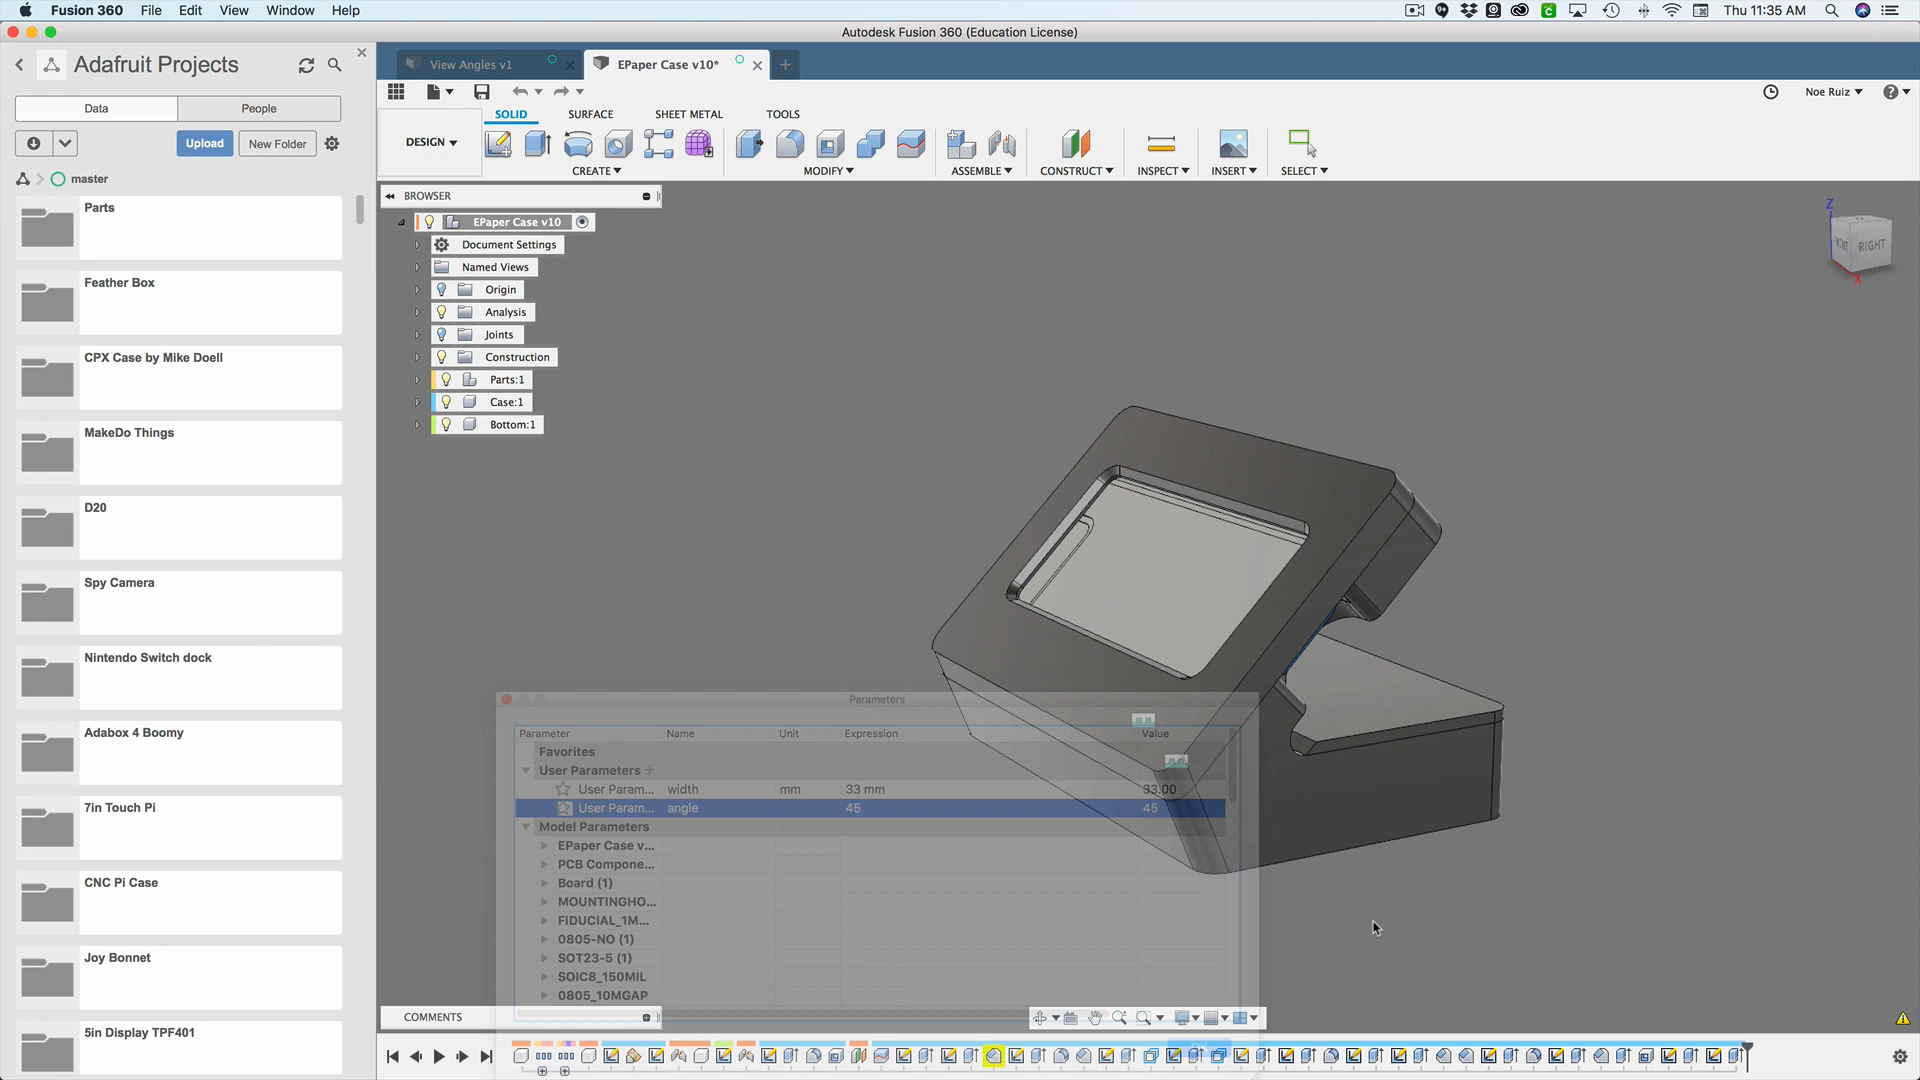 Fusion 360 File Edit View Window Help Thu 11:35 AM
Autodesk Fusion 360 (Education License)
Adafruit Projects
View Angles v1
EPaper Case v10*
Noe Ruiz
Data
People
SOLID
SURFACE
SHEET METAL
TOOLS
Upload
New Folder
DESIGN
CREATE
MODIFY
ASSEMBLE
CONSTRUCT
INSPECT
INSERT
SELECT
master
BROWSER
EPaper Case v10
Document Settings
Named Views
Origin
Analysis
Joints
Construction
Parts:1
Case:1
Bottom:1
Parts
Feather Box
CPX Case by Mike Doell
MakeDo Things
D20
Spy Camera
Nintendo Switch dock
Adabox 4 Boomy
7in Touch Pi
CNC Pi Case
Joy Bonnet
5in Display TPF401
Z
FRONT
RIGHT
X
Parameters
Parameter Name Unit Expression Value
Favorites
User Parameters
User Param... width mm 33 mm 33.00
User Param... angle 45 45
Model Parameters
EPaper Case v...
PCB Compone...
Board (1)
MOUNTINGHO...
FIDUCIAL_1M...
0805-NO (1)
SOT23-5 (1)
SOIC8_150MIL
0805_10MGAP
COMMENTS